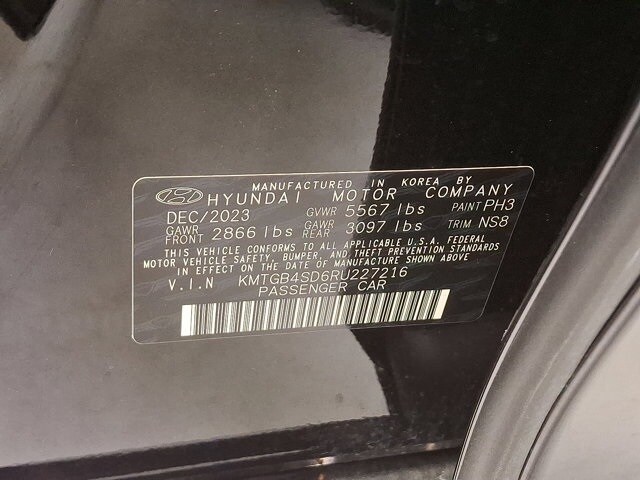 MANUFACTURED IN KOREA BY
HYUNDAI MOTOR COMPANY
DEC/2023 GVWR 5567 lbs PAINT PH3
GAWR FRONT 2866 lbs GAWR REAR 3097 lbs TRIM NS8
THIS VEHICLE CONFORMS TO ALL APPLICABLE U.S.A. FEDERAL
MOTOR VEHICLE SAFETY, BUMPER, AND THEFT PREVENTION STANDARDS
IN EFFECT ON THE DATE OF MANUFACTURE SHOWN ABOVE
V.I.N KMTGB4SD6RU227216
PASSENGER CAR